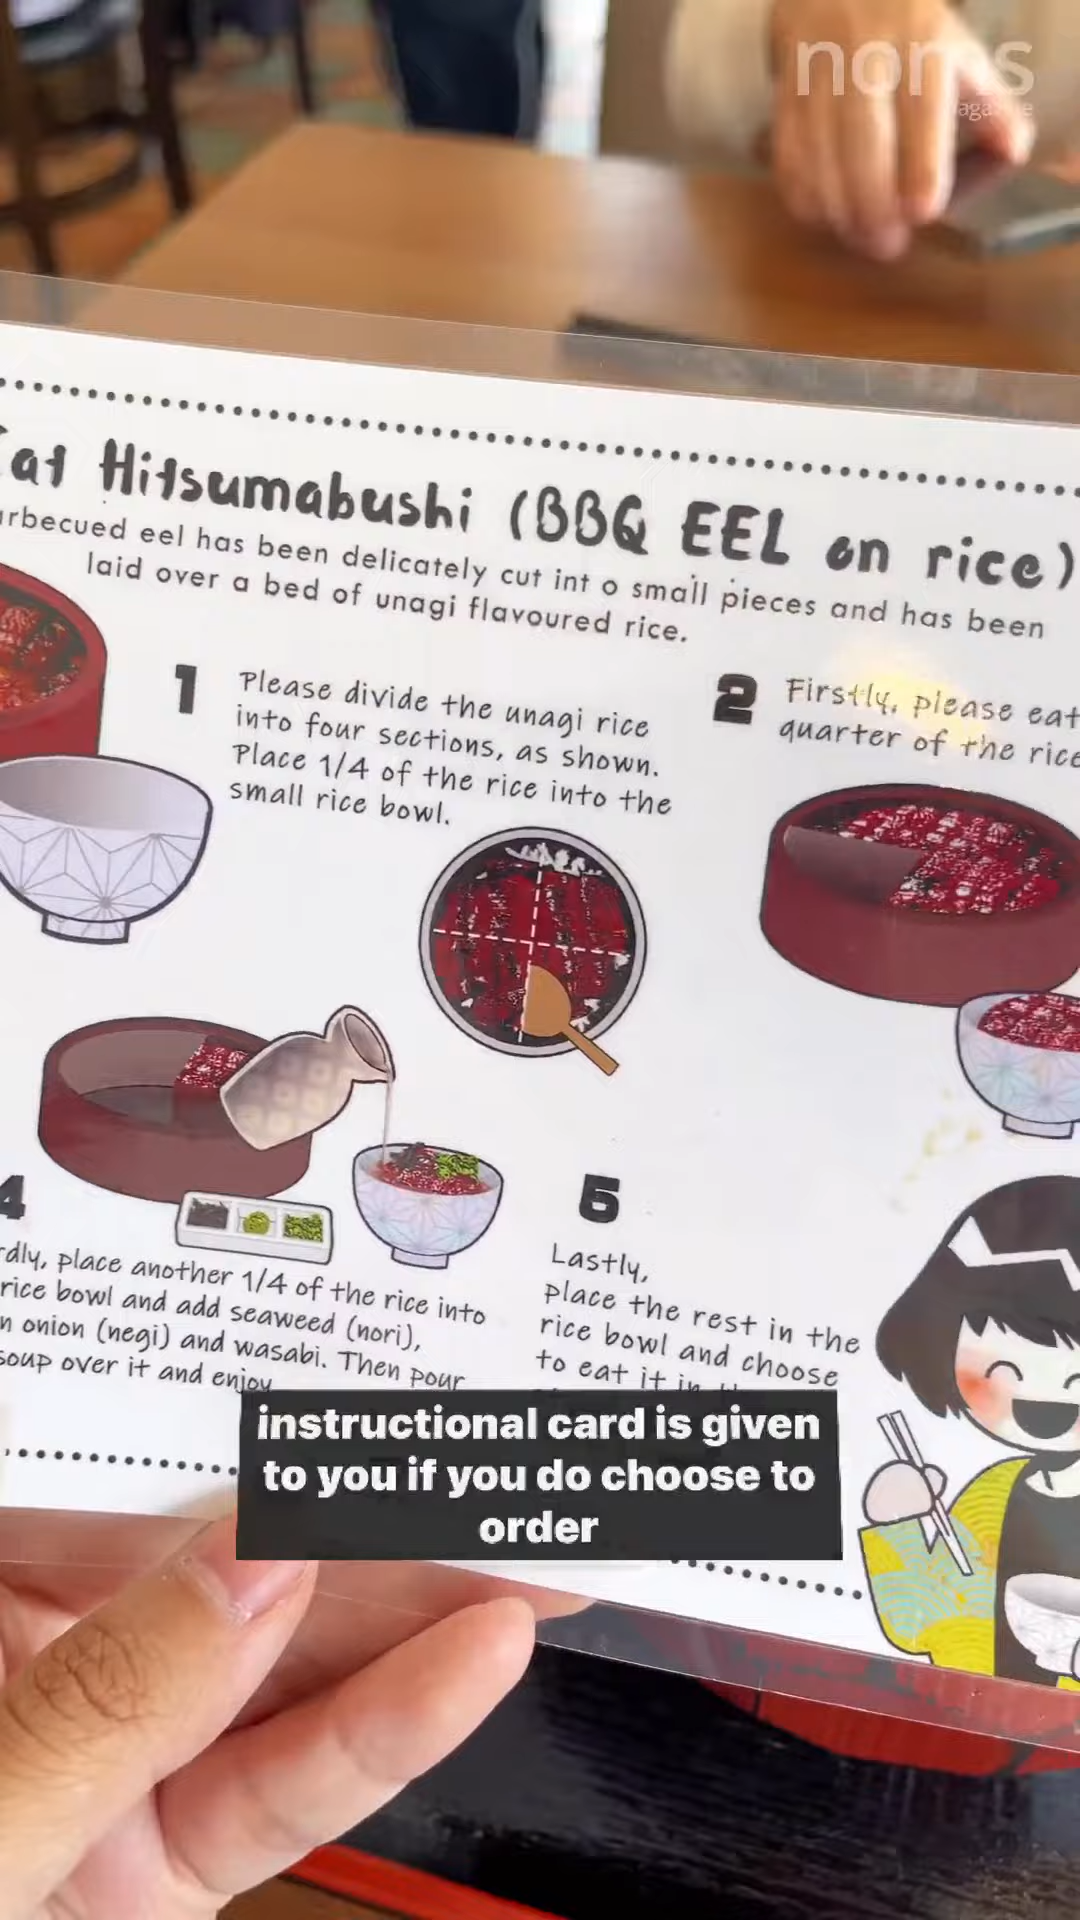 noms
Eat Hitsumabushi (BBQ EEL on rice)
barbecued eel has been delicately cut int o small pieces and has been
laid over a bed of unagi flavoured rice.
1
Please divide the unagi rice
into four sections, as shown.
Place 1/4 of the rice into the
small rice bowl.
2
Firstly, please eat
quarter of the rice
4
rdly, place another 1/4 of the rice into
rice bowl and add seaweed (nori),
n onion (negi) and wasabi. Then pour
soup over it and enjoy
5
Lastly,
place the rest in the
rice bowl and choose
to eat it in
instructional card is given
to you if you do choose to
order